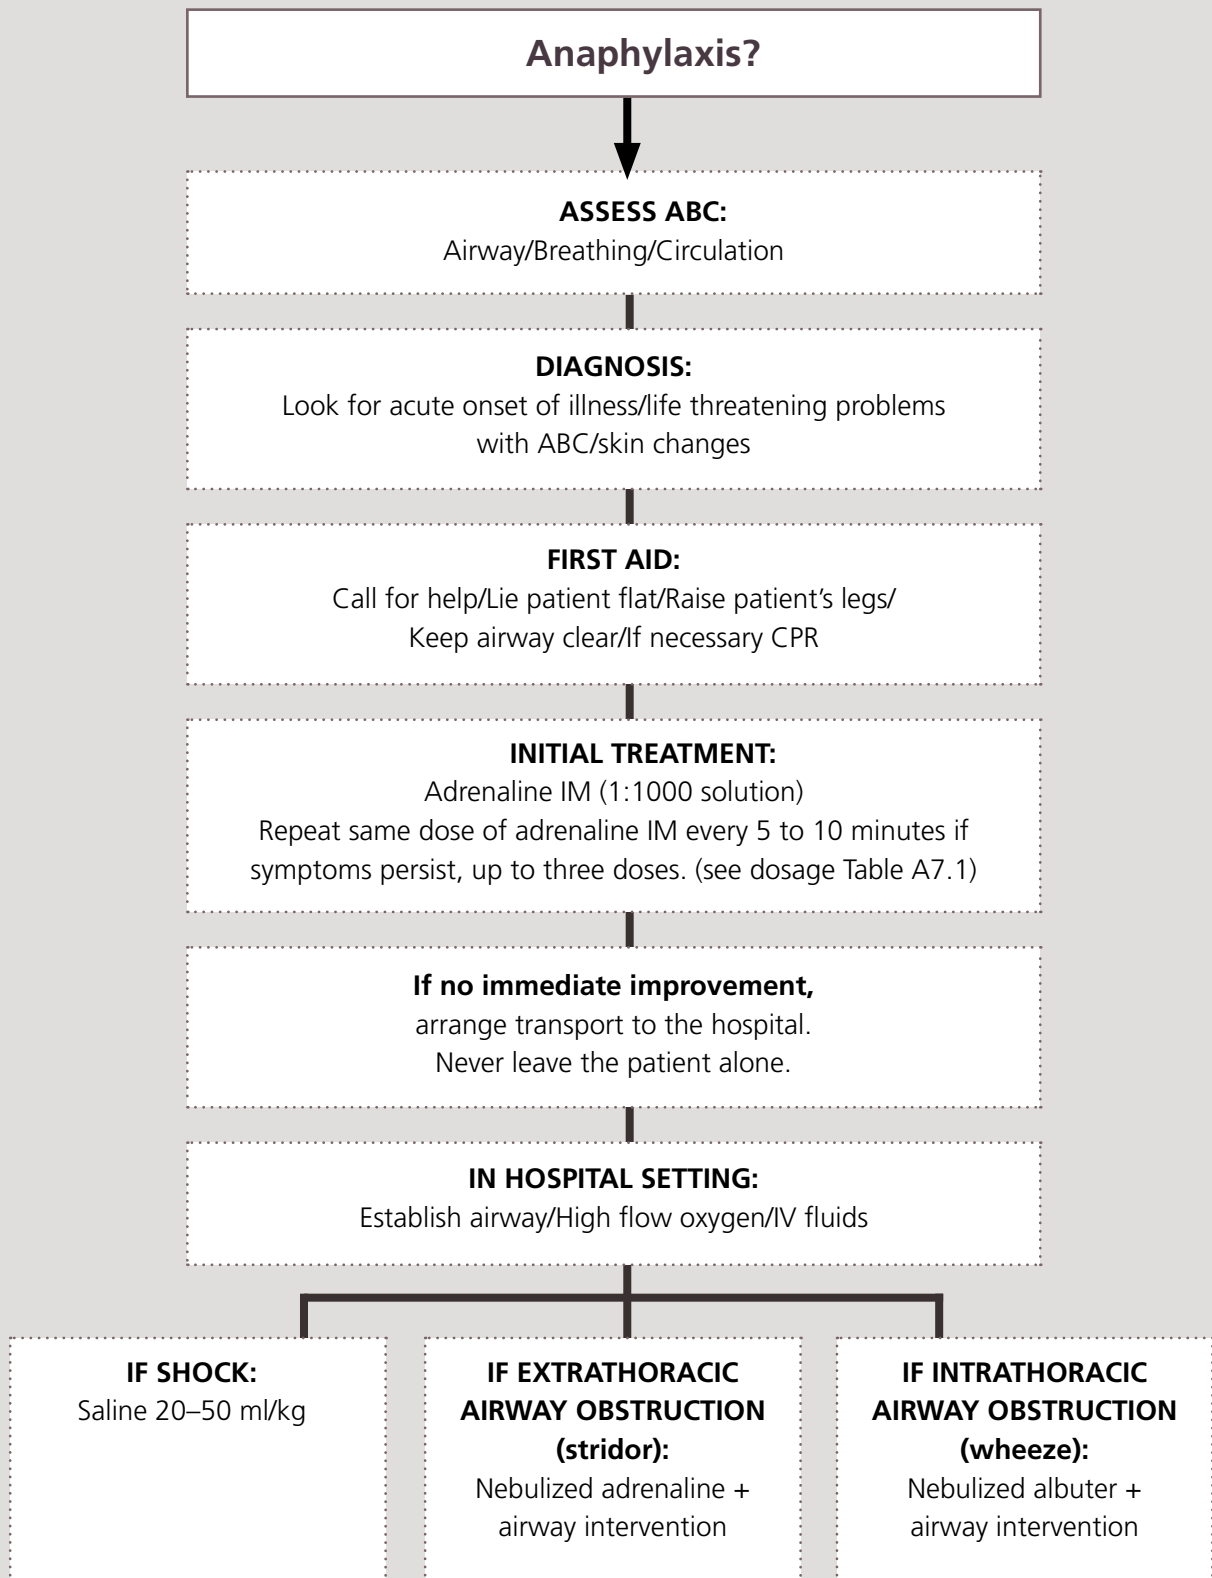 Anaphylaxis?
ASSESS ABC:
Airway/Breathing/Circulation
DIAGNOSIS:
Look for acute onset of illness/life threatening problems
with ABC/skin changes
FIRST AID:
Call for help/Lie patient flat/Raise patient's legs/
Keep airway clear/If necessary CPR
INITIAL TREATMENT:
Adrenaline IM (1:1000 solution)
Repeat same dose of adrenaline IM every 5 to 10 minutes if
symptoms persist, up to three doses. (see dosage Table A7.1)
If no immediate improvement,
arrange transport to the hospital.
Never leave the patient alone.
IN HOSPITAL SETTING:
Establish airway/High flow oxygen/IV fluids
IF SHOCK:
Saline 20–50 ml/kg
IF EXTRATHORACIC
AIRWAY OBSTRUCTION
(stridor):
Nebulized adrenaline +
airway intervention
IF INTRATHORACIC
AIRWAY OBSTRUCTION
(wheeze):
Nebulized albuter +
airway intervention